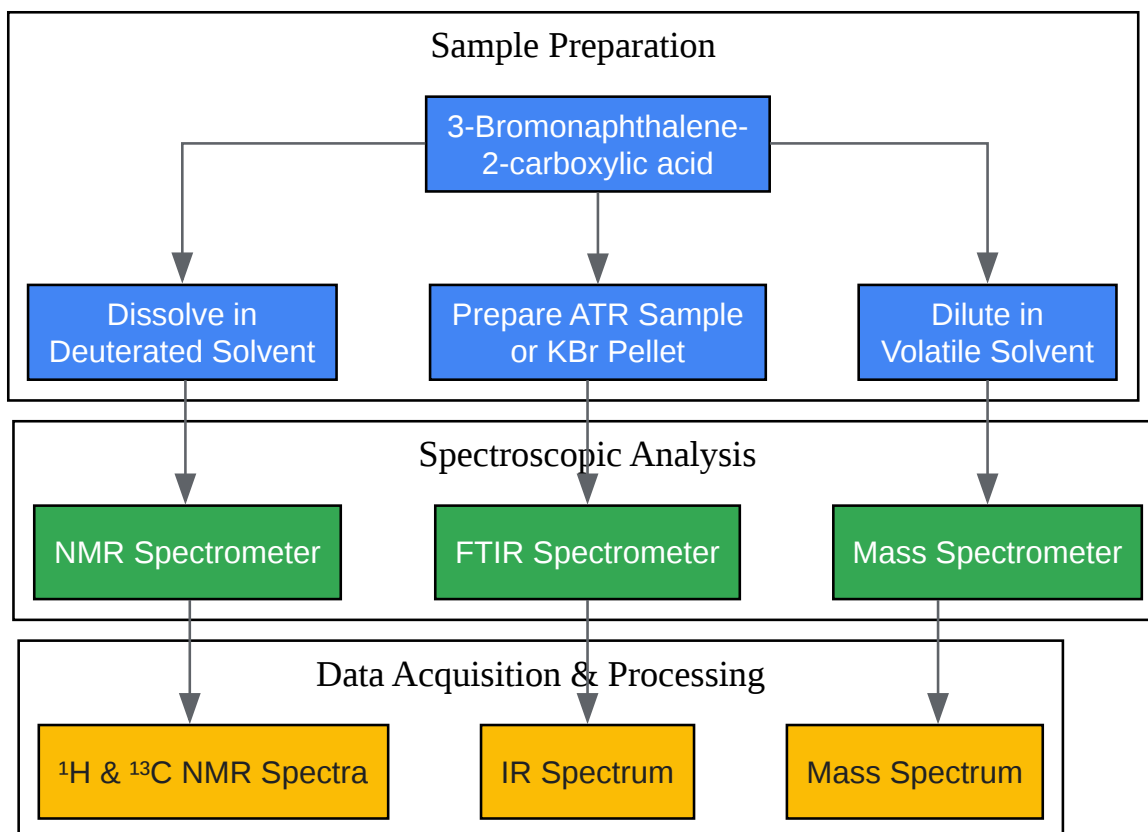 Sample Preparation
3-Bromonaphthalene-
2-carboxylic acid
Dissolve in
Deuterated Solvent
Prepare ATR Sample
or KBr Pellet
Dilute in
Volatile Solvent
Spectroscopic Analysis
NMR Spectrometer
FTIR Spectrometer
Mass Spectrometer
Data Acquisition & Processing
¹H & ¹³C NMR Spectra
IR Spectrum
Mass Spectrum